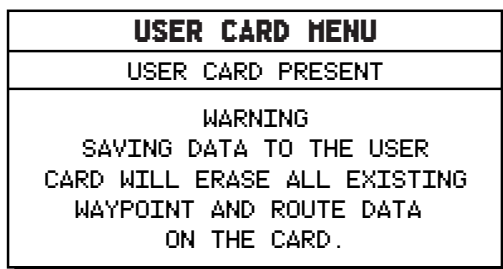 USER CARD MENU
USER CARD PRESENT
WARNING
SAVING DATA TO THE USER
CARD WILL ERASE ALL EXISTING
WAYPOINT AND ROUTE DATA
ON THE CARD.